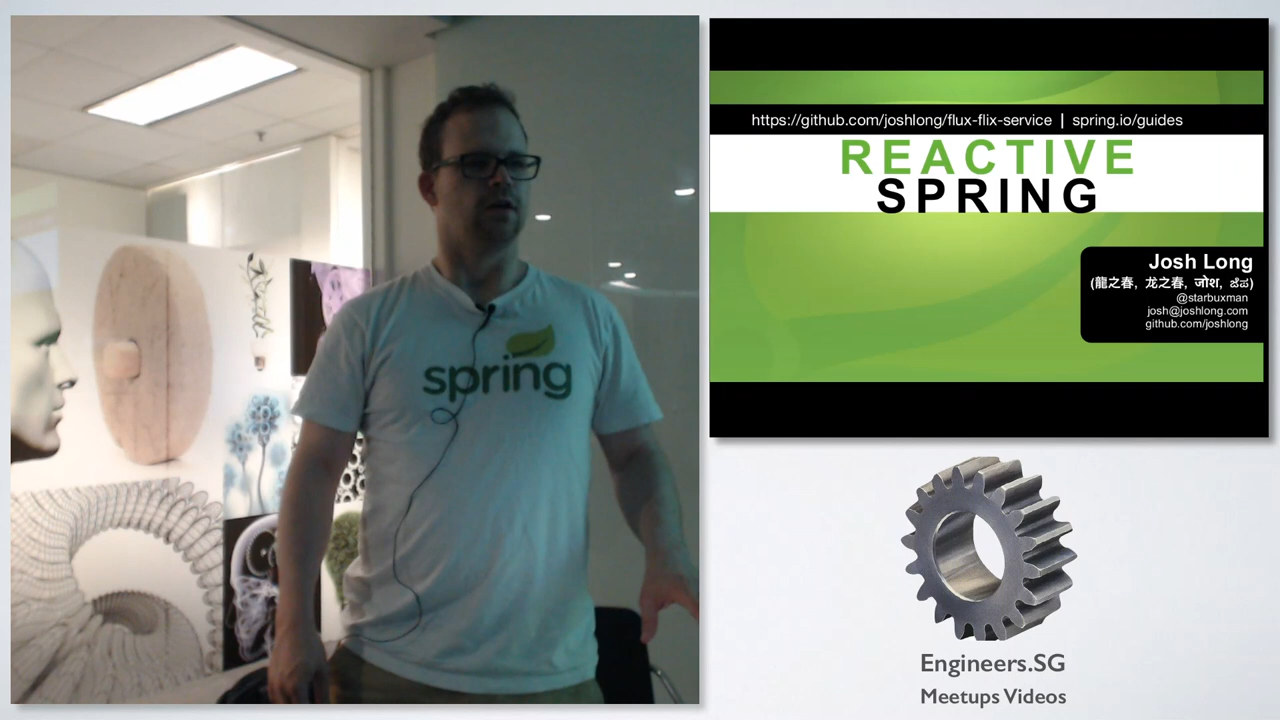 spring
https://github.com/joshlong/flux-flix-service | spring.io/guides
REACTIVE
SPRING
Josh Long
(龍之春, 龙之春, जोश, ಜೋಷ)
@starbuxman
josh@joshlong.com
github.com/joshlong
Engineers.SG
Meetups Videos